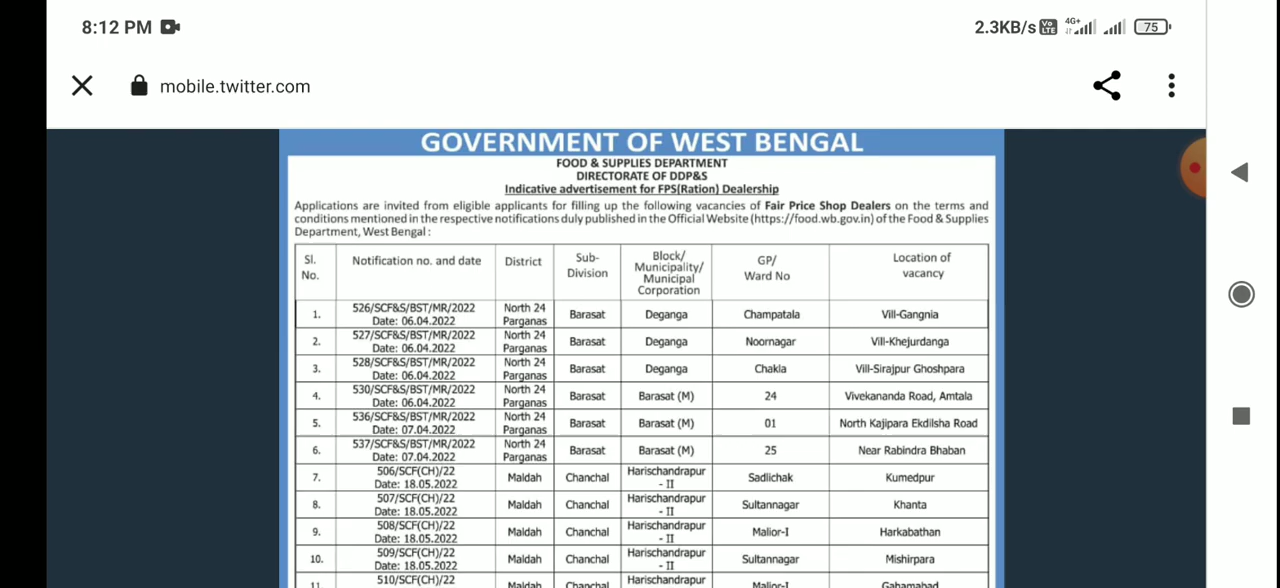 8:12 PM 2.3KB/s Vo LTE 4G+ 75
mobile.twitter.com
GOVERNMENT OF WEST BENGAL
FOOD & SUPPLIES DEPARTMENT
DIRECTORATE OF DDP&S
Indicative advertisement for FPS(Ration) Dealership
Applications are invited from eligible applicants for filling up the following vacancies of Fair Price Shop Dealers on the terms and
conditions mentioned in the respective notifications duly published in the Official Website (https://food.wb.gov.in) of the Food & Supplies
Department, West Bengal :
Sl. No. Notification no. and date District Sub-Division Block/ Municipality/ Municipal Corporation GP/ Ward No Location of vacancy
1. 526/SCF&S/BST/MR/2022 Date: 06.04.2022 North 24 Parganas Barasat Deganga Champatala Vill-Gangnia
2. 527/SCF&S/BST/MR/2022 Date: 06.04.2022 North 24 Parganas Barasat Deganga Noornagar Vill-Khejurdanga
3. 528/SCF&S/BST/MR/2022 Date: 06.04.2022 North 24 Parganas Barasat Deganga Chakla Vill-Sirajpur Ghoshpara
4. 530/SCF&S/BST/MR/2022 Date: 06.04.2022 North 24 Parganas Barasat Barasat (M) 24 Vivekananda Road, Amtala
5. 536/SCF&S/BST/MR/2022 Date: 07.04.2022 North 24 Parganas Barasat Barasat (M) 01 North Kajipara Ekdilsha Road
6. 537/SCF&S/BST/MR/2022 Date: 07.04.2022 North 24 Parganas Barasat Barasat (M) 25 Near Rabindra Bhaban
7. 506/SCF(CH)/22 Date: 18.05.2022 Maldah Chanchal Harischandrapur - II Sadlichak Kumedpur
8. 507/SCF(CH)/22 Date: 18.05.2022 Maldah Chanchal Harischandrapur - II Sultannagar Khanta
9. 508/SCF(CH)/22 Date: 18.05.2022 Maldah Chanchal Harischandrapur - II Malior-I Harkabathan
10. 509/SCF(CH)/22 Date: 18.05.2022 Maldah Chanchal Harischandrapur - II Sultannagar Mishirpara
11. 510/SCF(CH)/22 Maldah Chanchal Harischandrapur Malior-I Gahamabad